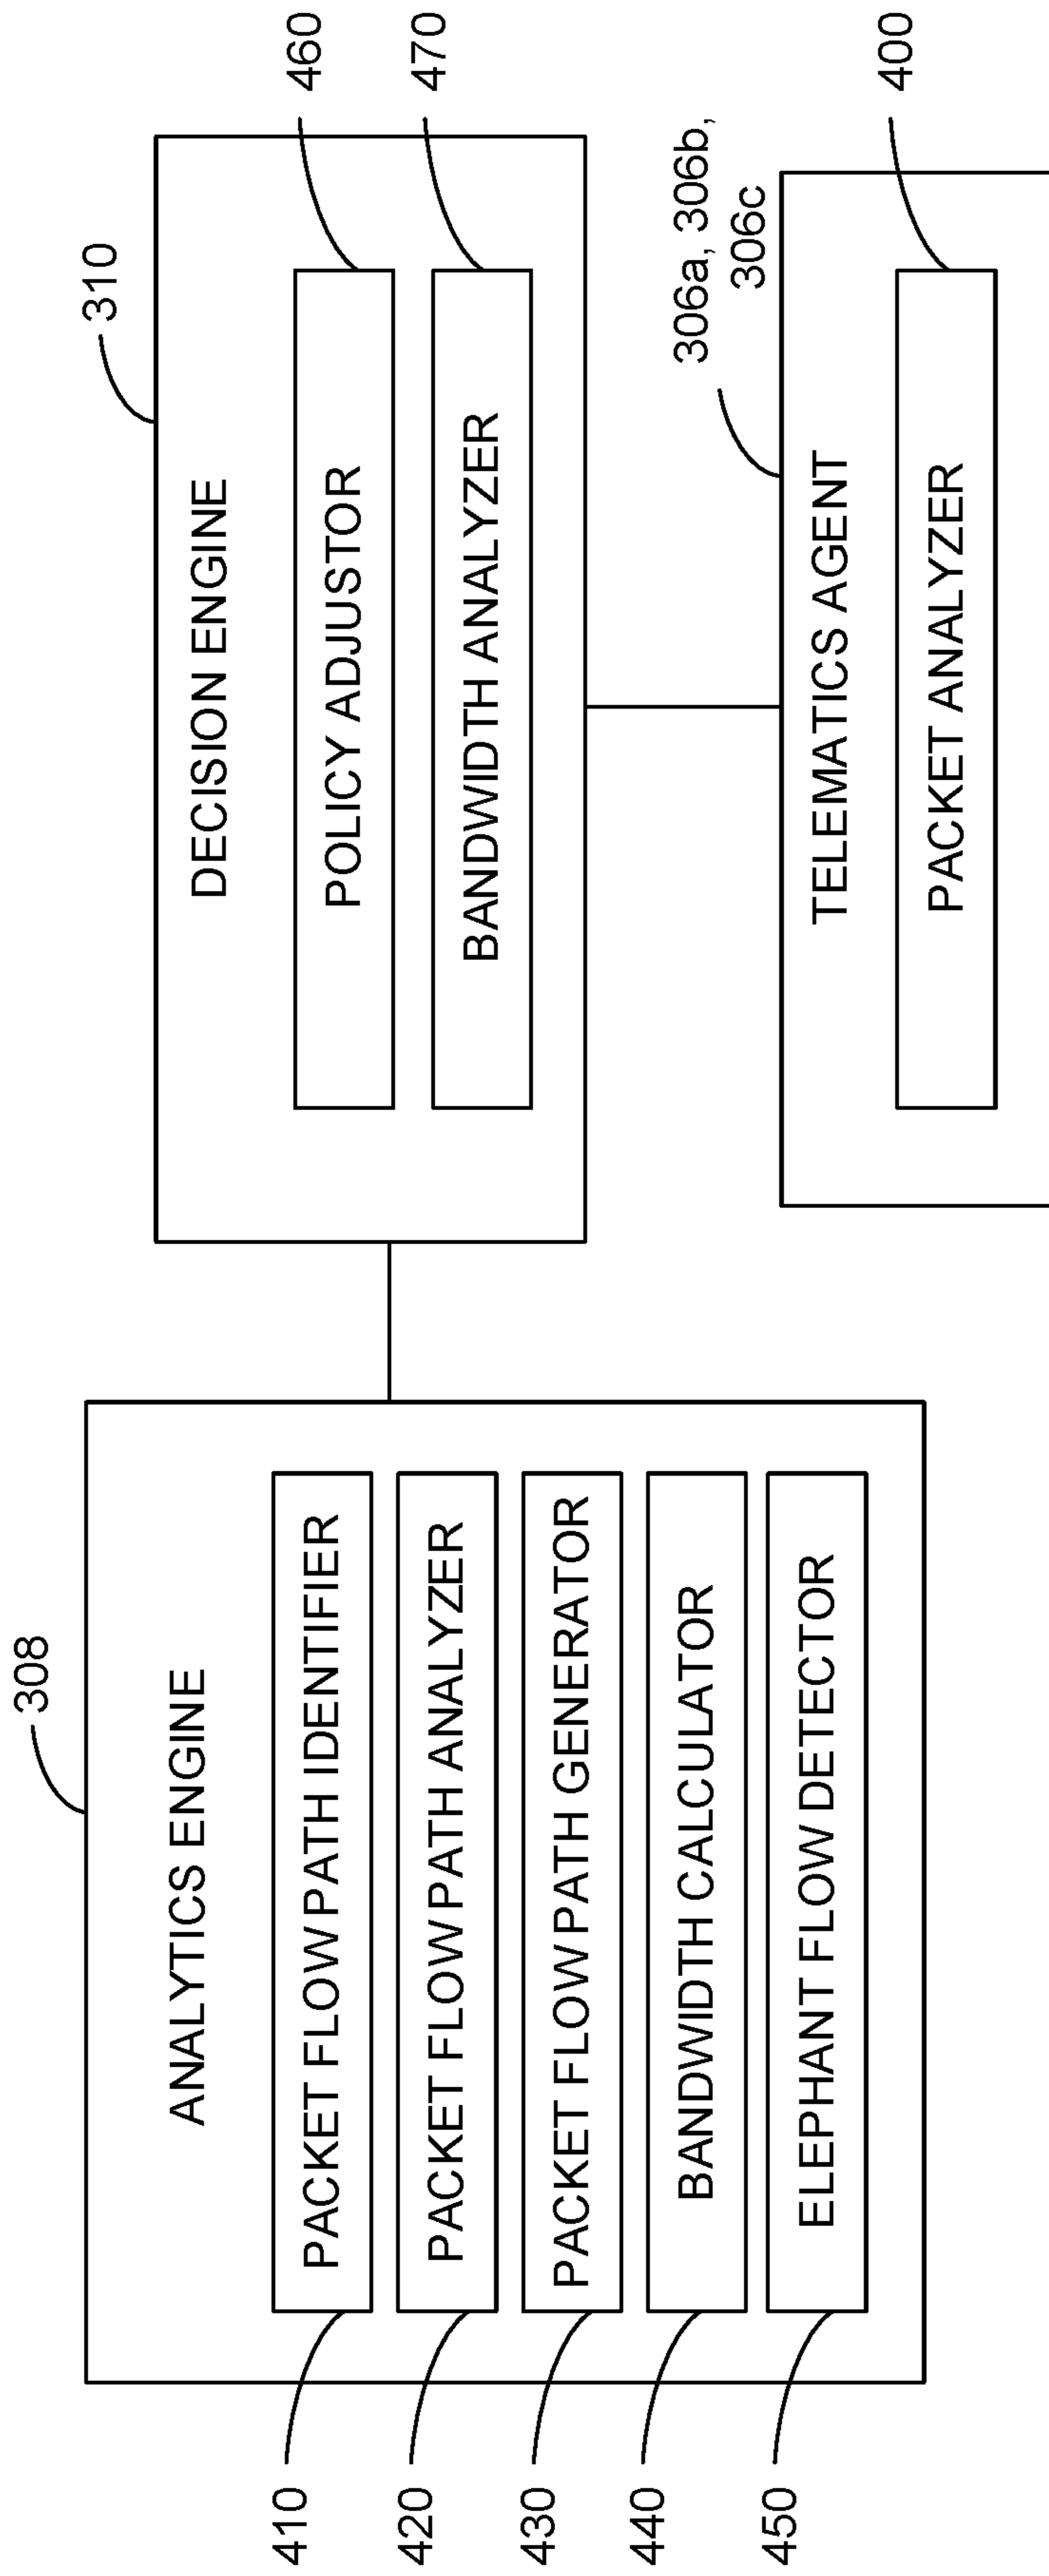 308
ANALYTICS ENGINE
410
PACKET FLOW PATH IDENTIFIER
420
PACKET FLOW PATH ANALYZER
430
PACKET FLOW PATH GENERATOR
440
BANDWIDTH CALCULATOR
450
ELEPHANT FLOW DETECTOR
310
DECISION ENGINE
POLICY ADJUSTOR
460
BANDWIDTH ANALYZER
470
306a, 306b,
306c
TELEMATICS AGENT
PACKET ANALYZER
400